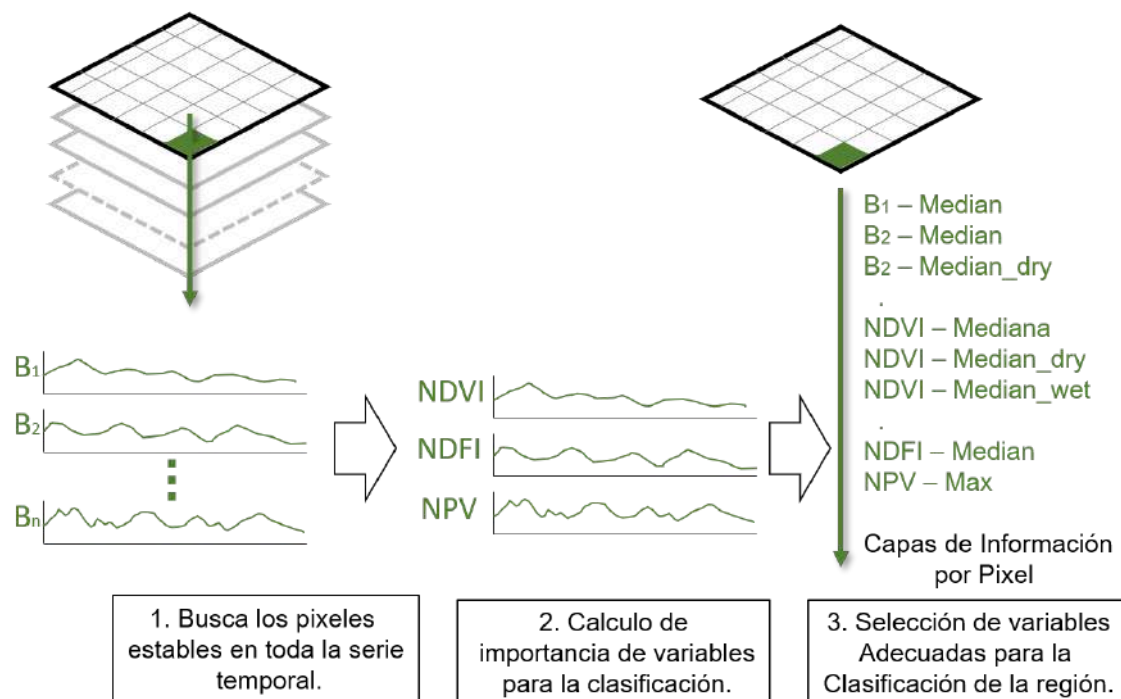 B1
B2
Bn
NDVI
NDFI
NPV
B1 – Median
B2 – Median
B2 – Median_dry
.
NDVI – Mediana
NDVI – Median_dry
NDVI – Median_wet
.
NDFI – Median
NPV – Max
Capas de Información
por Pixel
1. Busca los pixeles
estables en toda la serie
temporal.
2. Calculo de
importancia de variables
para la clasificación.
3. Selección de variables
Adecuadas para la
Clasificación de la región.